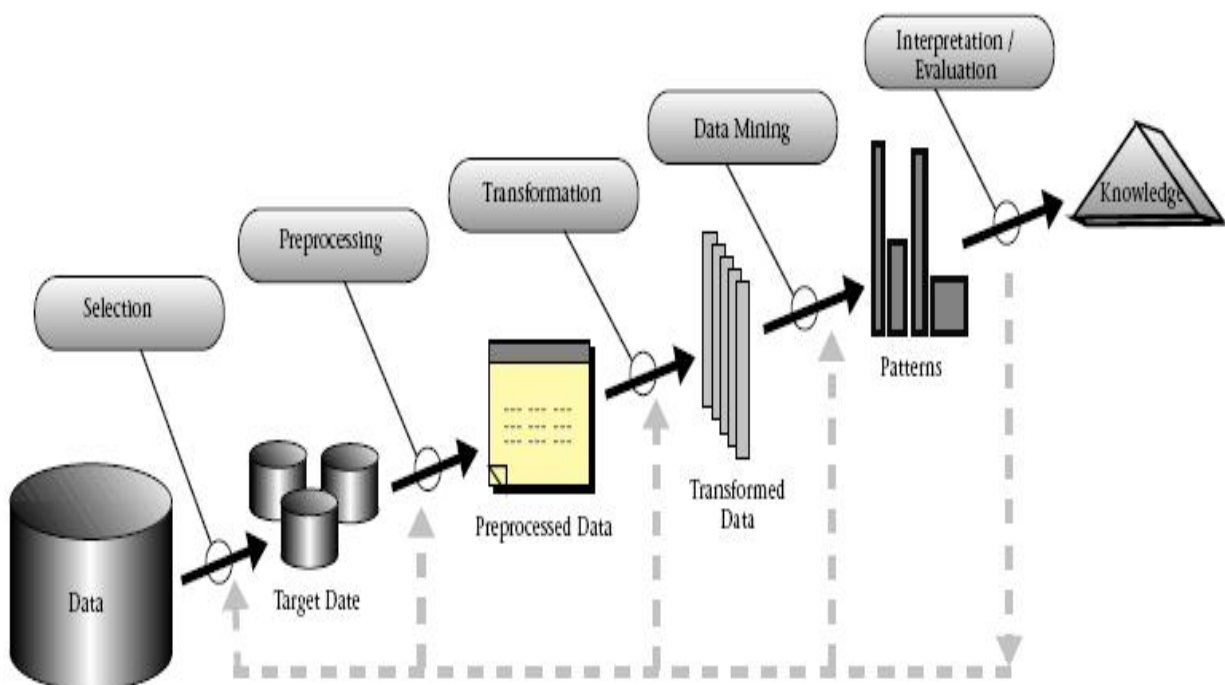 Interpretation /
Evaluation
Data Mining
Knowledge
Transformation
Preprocessing
Selection
Patterns
Transformed
Data
Preprocessed Data
Target Date
Data